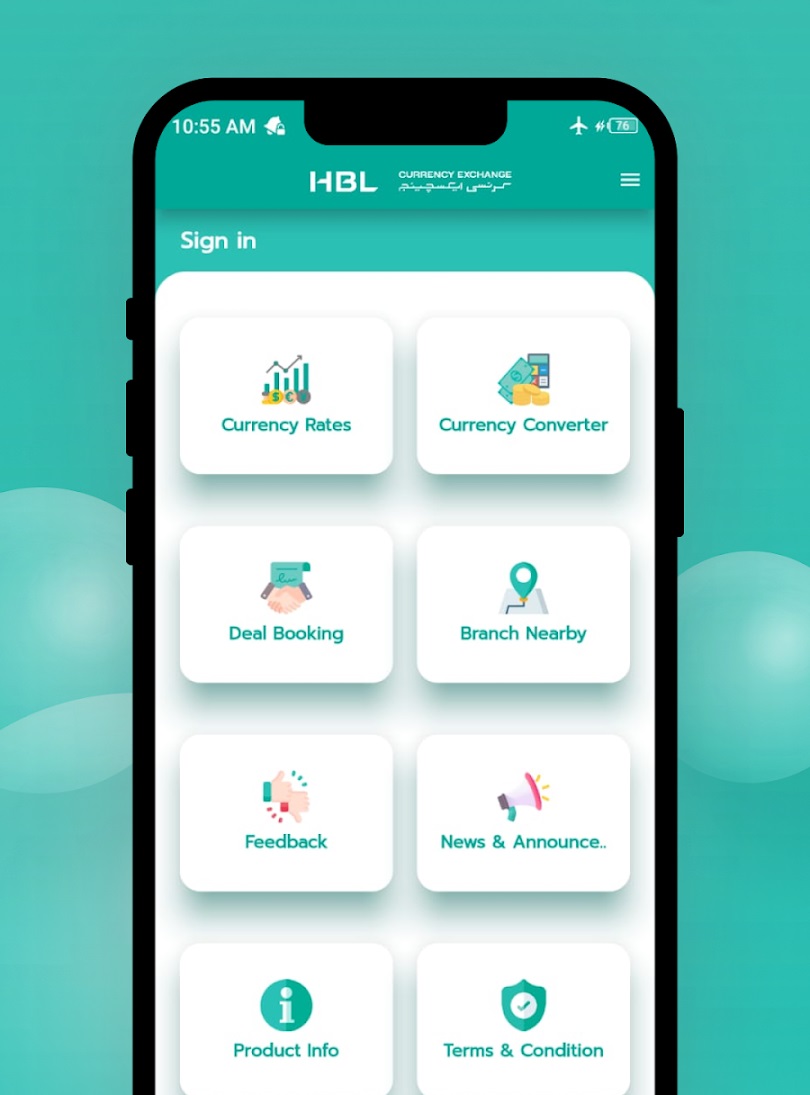 10:55 AM
76
HBL
CURRENCY EXCHANGE
کرنسی ایکسچینج
Sign in
Currency Rates
Currency Converter
Deal Booking
Branch Nearby
Feedback
News & Announce..
Product Info
Terms & Condition